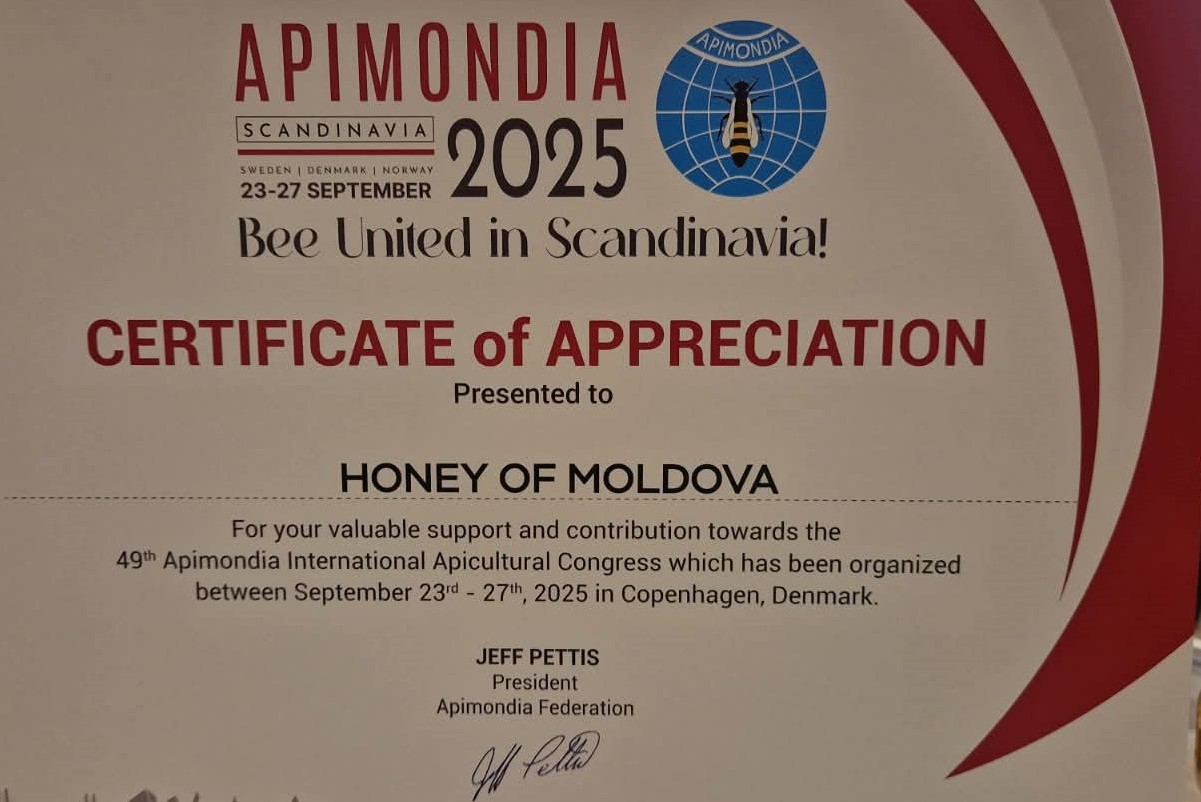 APIMONDIA
SCANDINAVIA
SWEDEN | DENMARK | NORWAY
23-27 SEPTEMBER
2025
APIMONDIA
Bee United in Scandinavia!
CERTIFICATE of APPRECIATION
Presented to
HONEY OF MOLDOVA
For your valuable support and contribution towards the
49th Apimondia International Apicultural Congress which has been organized
between September 23rd - 27th, 2025 in Copenhagen, Denmark.
JEFF PETTIS
President
Apimondia Federation
Jeff Pettis